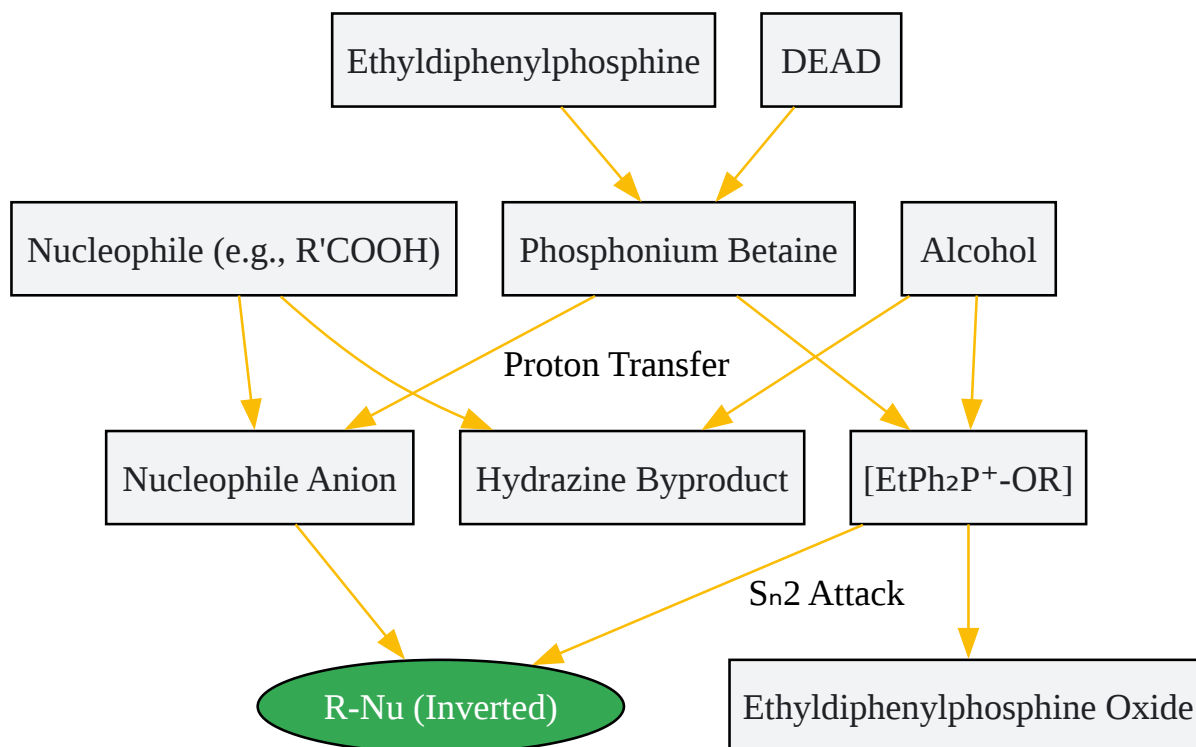 Ethyldiphenylphosphine
DEAD
Nucleophile (e.g., R'COOH)
Phosphonium Betaine
Alcohol
Proton Transfer
Nucleophile Anion
Hydrazine Byproduct
[EtPh₂P⁺-OR]
Sₙ2 Attack
R-Nu (Inverted)
Ethyldiphenylphosphine Oxide